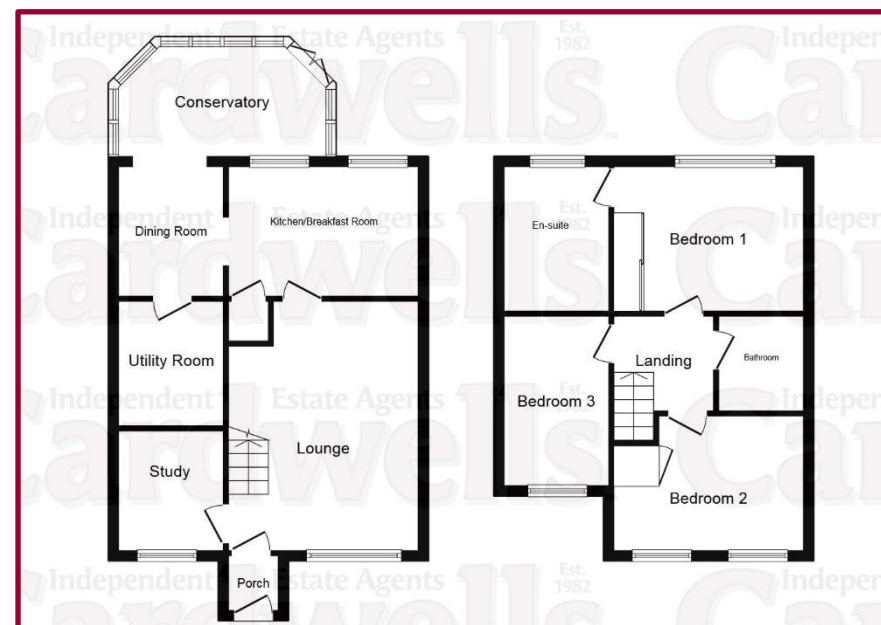 Independent Estate Agents Est. 1982
Cardwells™
Conservatory
Dining Room
Kitchen/Breakfast Room
Utility Room
Lounge
Study
Porch
En-suite
Bedroom 1
Landing
Bathroom
Bedroom 3
Bedroom 2